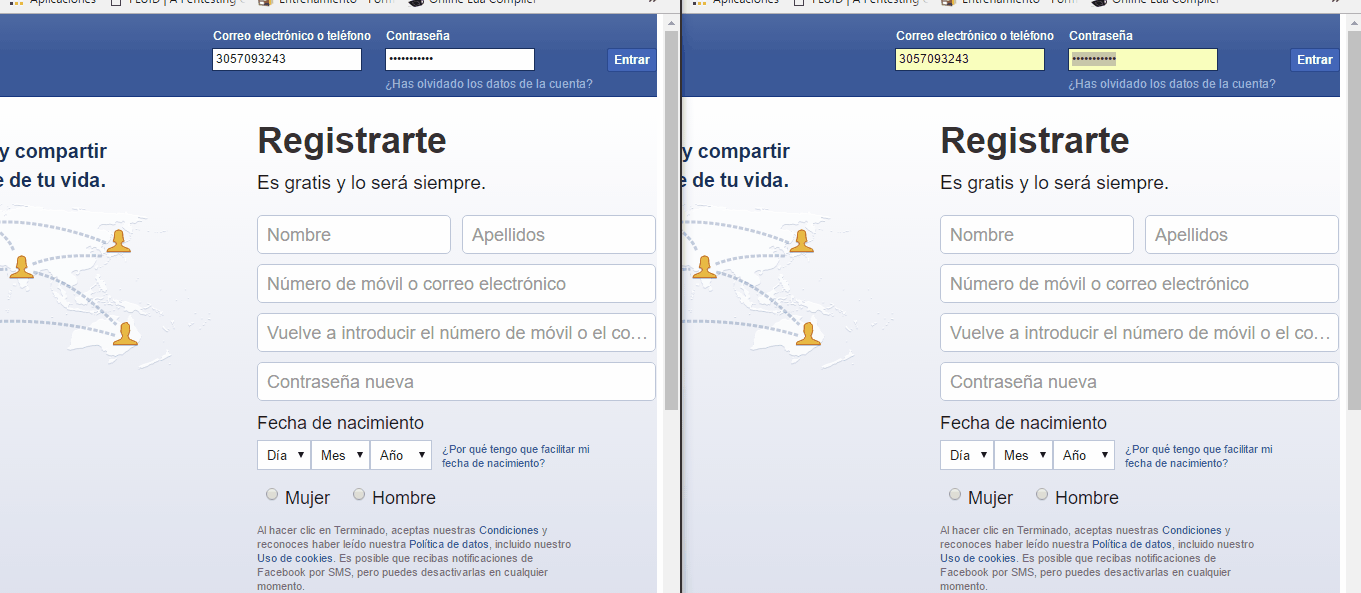 Aplicaciones
FLUID | A Pentesting
Entrenamiento - Form
Online Lua Compiler
»
Correo electrónico o teléfono Contraseña
3057093243 •••••••••••
Entrar
¿Has olvidado los datos de la cuenta?
y compartir
e de tu vida.
Registrarte
Es gratis y lo será siempre.
Nombre Apellidos
Número de móvil o correo electrónico
Vuelve a introducir el número de móvil o el co...
Contraseña nueva
Fecha de nacimiento
Día Mes Año
¿Por qué tengo que facilitar mi
fecha de nacimiento?
Mujer Hombre
Al hacer clic en Terminado, aceptas nuestras Condiciones y
reconoces haber leído nuestra Política de datos, incluido nuestro
Uso de cookies. Es posible que recibas notificaciones de
Facebook por SMS, pero puedes desactivarlas en cualquier
momento.
Aplicaciones
FLUID | A Pentesting
Entrenamiento - Form
Online Lua Compiler
»
Correo electrónico o teléfono Contraseña
3057093243 •••••••••••
Entrar
¿Has olvidado los datos de la cuenta?
y compartir
e de tu vida.
Registrarte
Es gratis y lo será siempre.
Nombre Apellidos
Número de móvil o correo electrónico
Vuelve a introducir el número de móvil o el co...
Contraseña nueva
Fecha de nacimiento
Día Mes Año
¿Por qué tengo que facilitar mi
fecha de nacimiento?
Mujer Hombre
Al hacer clic en Terminado, aceptas nuestras Condiciones y
reconoces haber leído nuestra Política de datos, incluido nuestro
Uso de cookies. Es posible que recibas notificaciones de
Facebook por SMS, pero puedes desactivarlas en cualquier
momento.